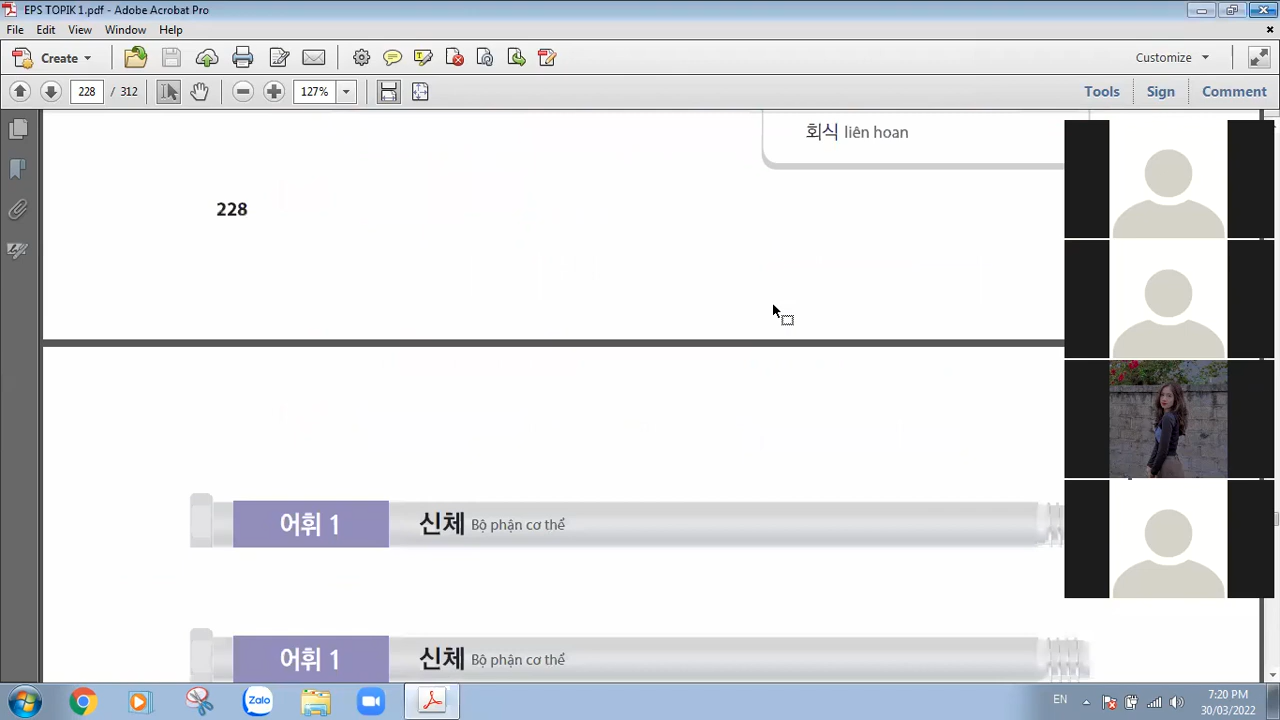 EPS TOPIK 1.pdf - Adobe Acrobat Pro
File Edit View Window Help
Create
Customize
228 / 312 127% Tools Sign Comment
회식 liên hoan
228
어휘 1 신체 Bộ phận cơ thể
어휘 1 신체 Bộ phận cơ thể
Zalo
EN
7:20 PM
30/03/2022